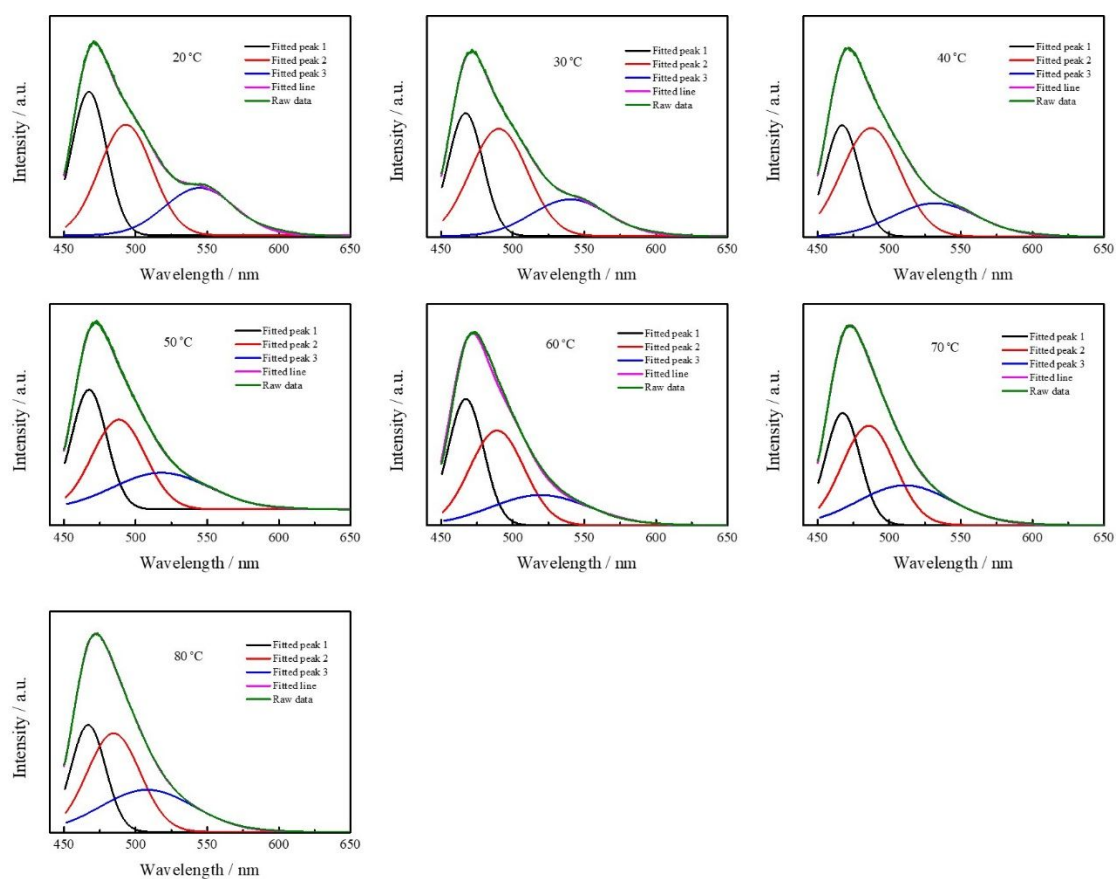 20 °C
Fitted peak 1
Fitted peak 2
Fitted peak 3
Fitted line
Raw data
Intensity / a.u.
450 500 550 600 650
Wavelength / nm
30 °C
Fitted peak 1
Fitted peak 2
Fitted peak 3
Fitted line
Raw data
Intensity / a.u.
450 500 550 600 650
Wavelength / nm
40 °C
Fitted peak 1
Fitted peak 2
Fitted peak 3
Fitted line
Raw data
Intensity / a.u.
450 500 550 600 650
Wavelength / nm
50 °C
Fitted peak 1
Fitted peak 2
Fitted peak 3
Fitted line
Raw data
Intensity / a.u.
450 500 550 600 650
Wavelength / nm
60 °C
Fitted peak 1
Fitted peak 2
Fitted peak 3
Fitted line
Raw data
Intensity / a.u.
450 500 550 600 650
Wavelength / nm
70 °C
Fitted peak 1
Fitted peak 2
Fitted peak 3
Fitted line
Raw data
Intensity / a.u.
450 500 550 600 650
Wavelength / nm
80 °C
Fitted peak 1
Fitted peak 2
Fitted peak 3
Fitted line
Raw data
Intensity / a.u.
450 500 550 600 650
Wavelength / nm